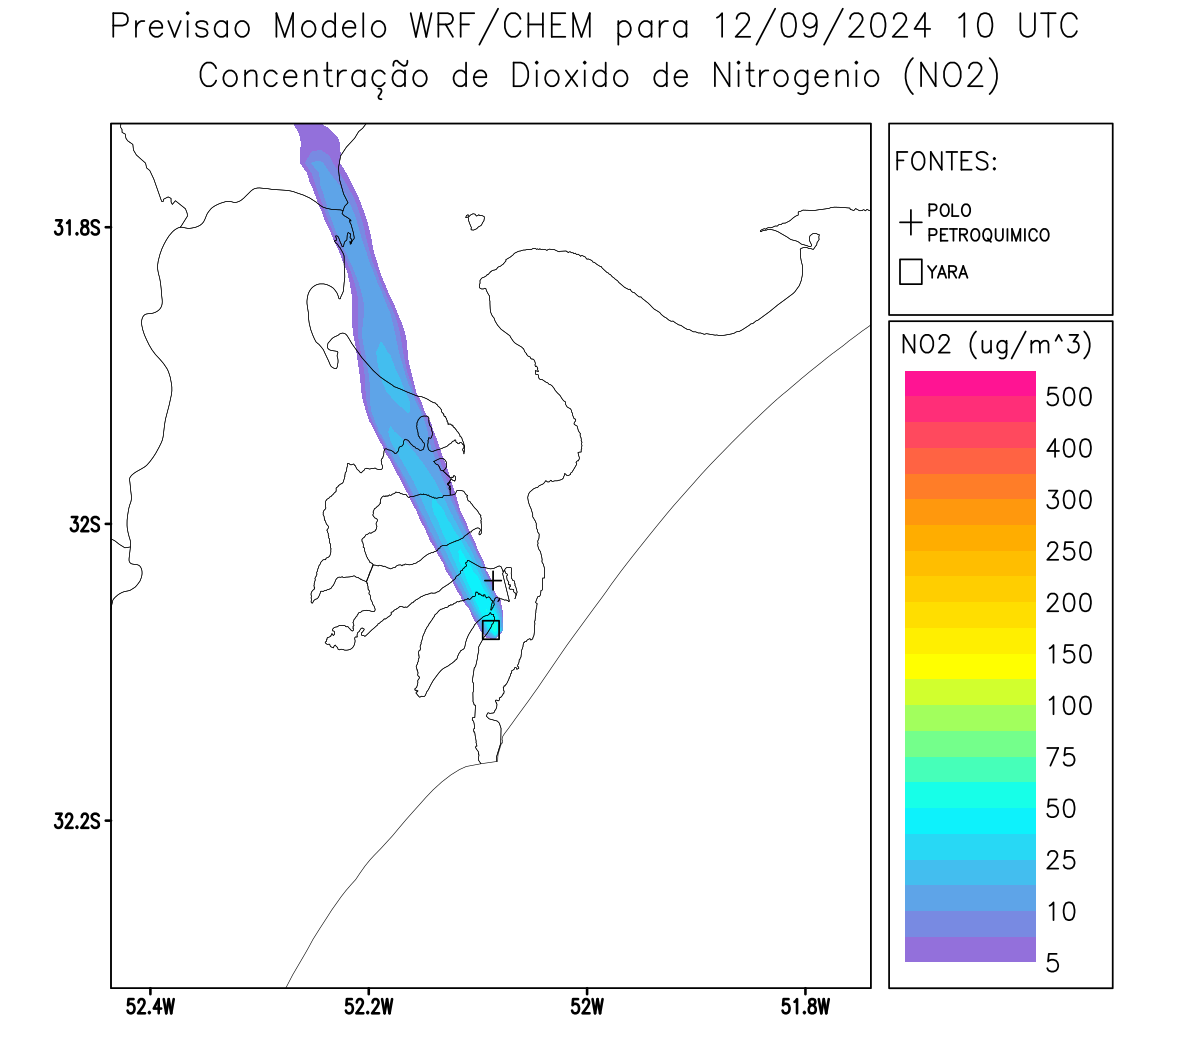 Previsao Modelo WRF/CHEM para 12/09/2024 10 UTC
Concentração de Dioxido de Nitrogenio (NO2)
FONTES:
POLO
PETROQUIMICO
YARA
NO2 (ug/m^3)
500
400
300
250
200
150
100
75
50
25
10
5
31.8S
32S
32.2S
52.4W
52.2W
52W
51.8W